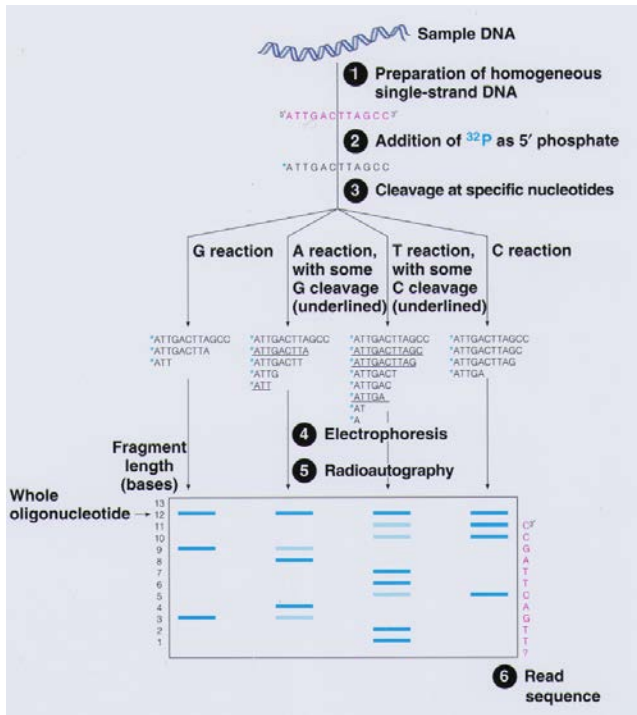 Sample DNA
1 Preparation of homogeneous
single-strand DNA
5′ATTGACTTAGCC3′
2 Addition of ³²P as 5′ phosphate
*ATTGACTTAGCC
3 Cleavage at specific nucleotides
G reaction
A reaction,
with some
G cleavage
(underlined)
T reaction,
with some
C cleavage
(underlined)
C reaction
*ATTGACTTAGCC
*ATTGACTTA
*ATT
*ATTGACTTAGCC
*ATTGACTTA
*ATTGACTT
*ATTG
*ATT
*ATTGACTTAGCC
*ATTGACTTAGC
*ATTGACTTAG
*ATTGACT
*ATTGAC
*ATTGA
*AT
*A
*ATTGACTTAGCC
*ATTGACTTAGC
*ATTGACTTAG
*ATTGA
4 Electrophoresis
5 Radioautography
Fragment
length
(bases)
Whole
oligonucleotide
13
12
11
10
9
8
7
6
5
4
3
2
1
C3′
C
G
A
T
T
C
A
G
T
T
?
6 Read
sequence